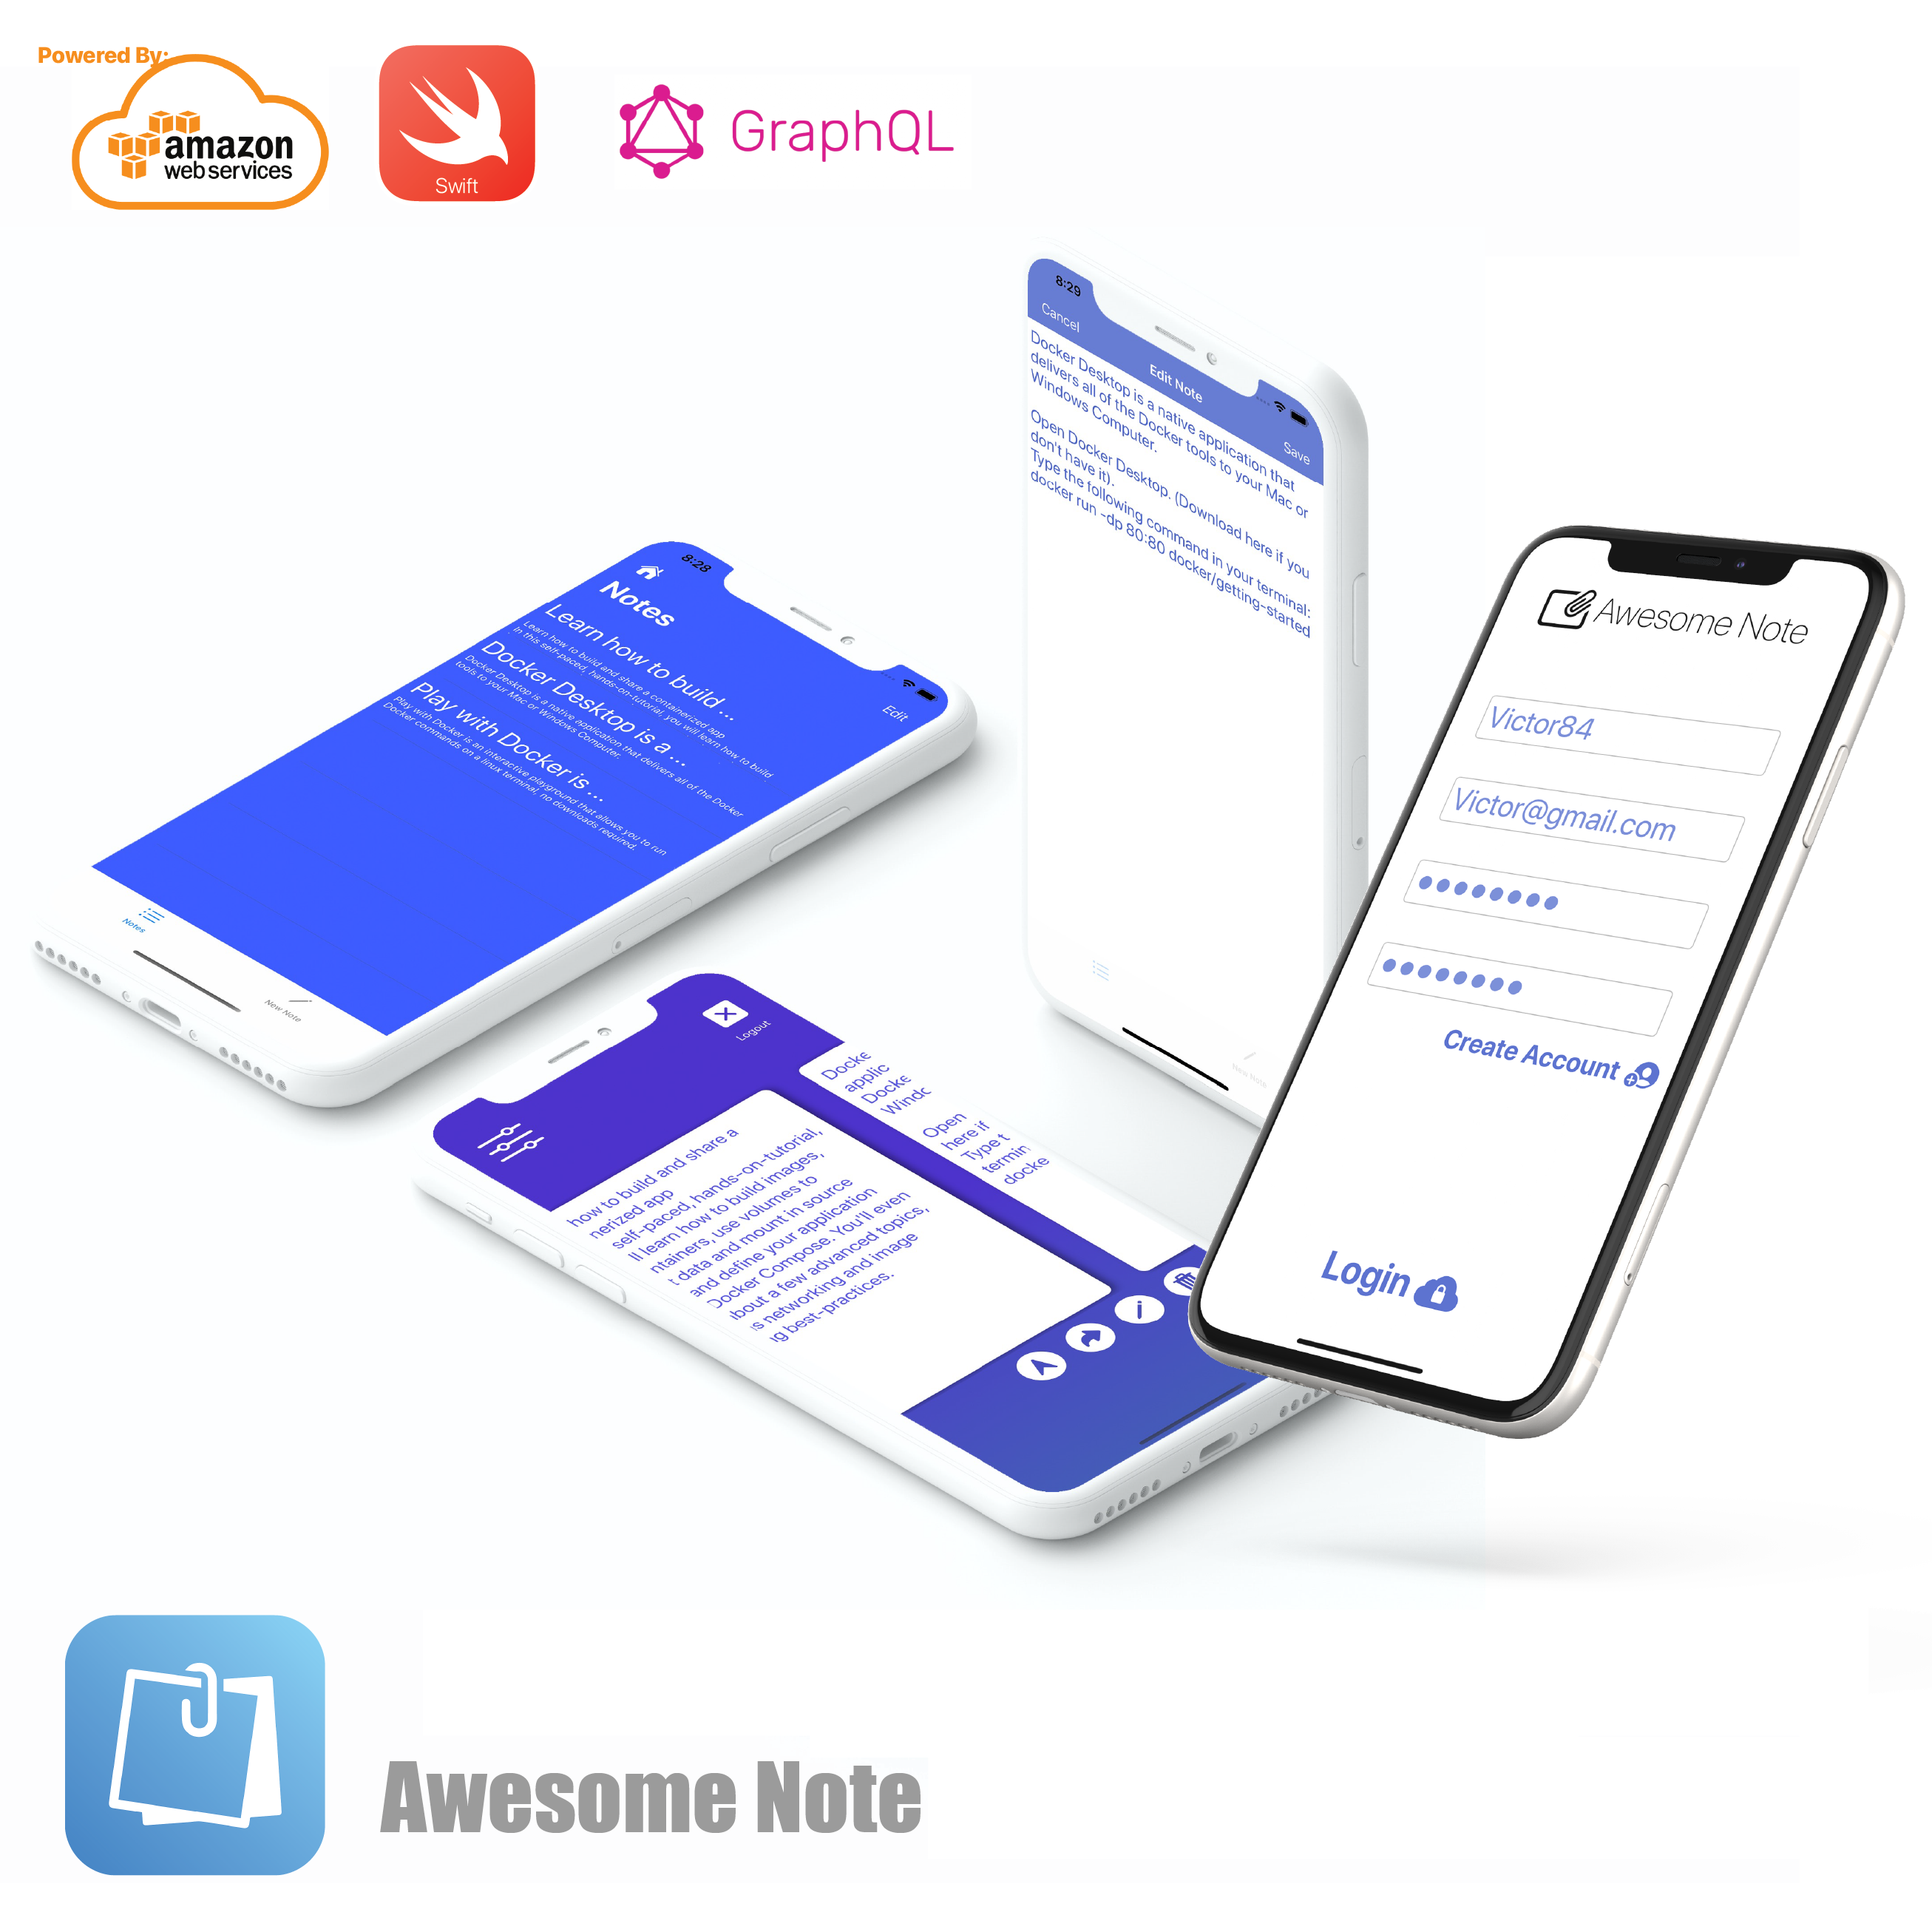 Powered By:
amazon
webservices
Swift
GraphQL
8:29
Cancel
Edit Note
Save
Docker Desktop is a native application that
delivers all of the Docker tools to your Mac or
Windows Computer.
Open Docker Desktop. (Download here if you
don't have it).
Type the following command in your terminal:
docker run -dp 80:80 docker/getting-started
New Note
8:28
Notes
Edit
Learn how to build ...
Learn how to build and share a containerized app
In this self-paced, hands-on-tutorial, you will learn how to build
Docker Desktop is a ...
Docker Desktop is a native application that delivers all of the Docker
tools to your Mac or Windows Computer.
Play with Docker is ...
Play with Docker is an interactive playground that allows you to run
Docker commands on a linux terminal, no downloads required.
Notes
New Note
Awesome Note
Victor84
Victor@gmail.com
Create Account
Login
Logout
how to build and share a
nerized app
self-paced, hands-on-tutorial,
ll learn how to build images,
ntainers, use volumes to
t data and mount in source
and define your application
Docker Compose. You'll even
bout a few advanced topics,
s networking and image
ng best-practices.
Docke
applic
Docke
Windo
Open
here if
Type t
termin
docke
Awesome Note